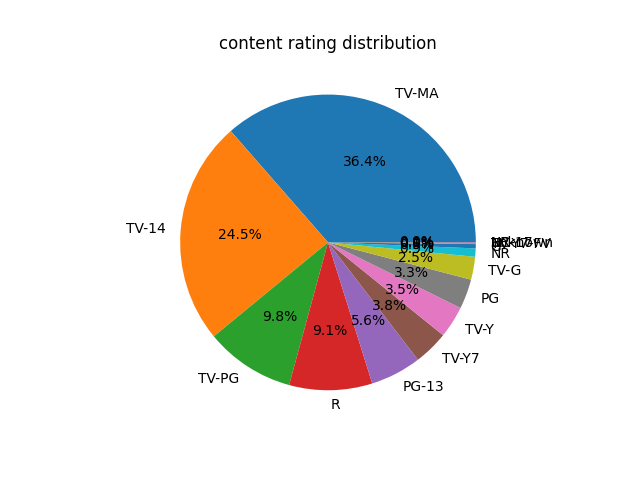 content rating distribution
TV-MA
36.4%
TV-14
24.5%
TV-PG
9.8%
R
9.1%
PG-13
5.6%
TV-Y7
3.8%
TV-Y
3.5%
PG
3.3%
TV-G
2.5%
NR